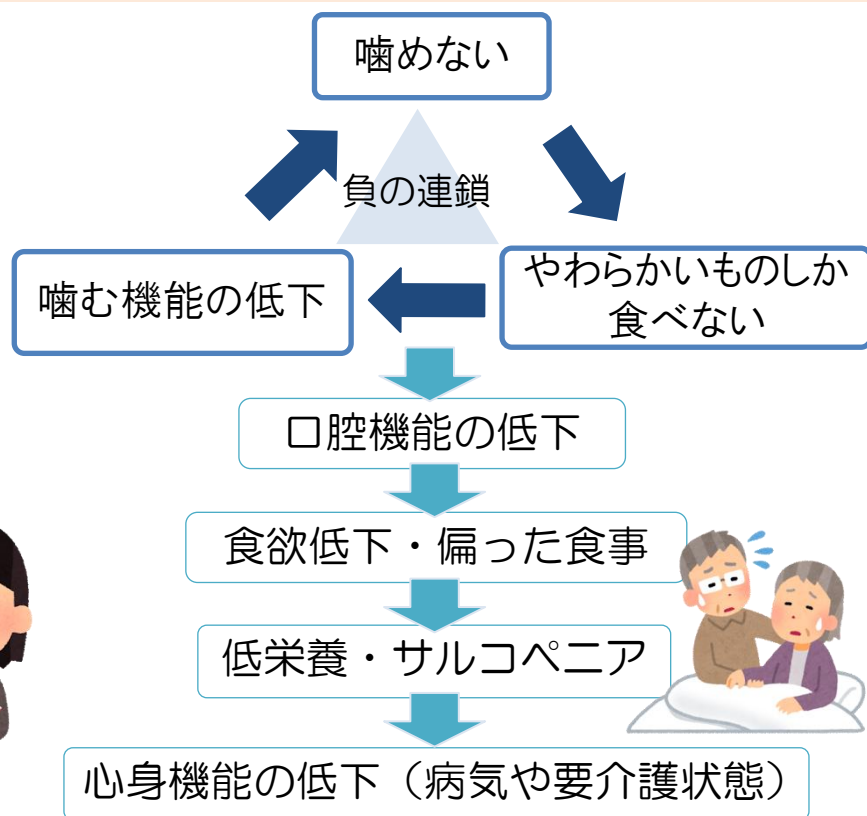 噛めない
負の連鎖
噛む機能の低下
やわらかいものしか
食べない
口腔機能の低下
食欲低下・偏った食事
低栄養・サルコペニア
心身機能の低下（病気や要介護状態）